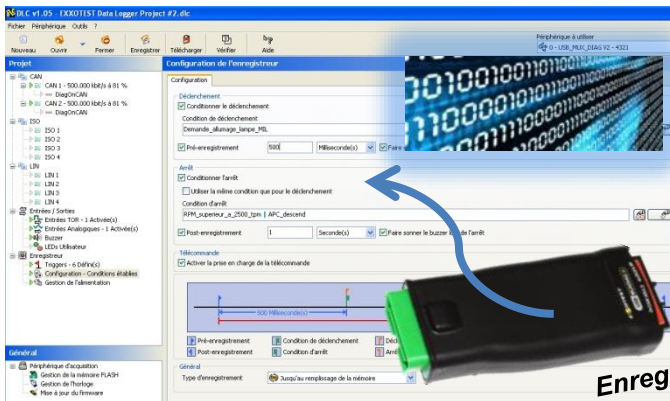 DLC v1.05 - EXXOTEST Data Logger Project #2.dlc
Fichier Périphérique Outils ?
Nouveau Ouvrir Fermer Enregistrer Télécharger Vérifier Aide
Périphérique à utiliser
0 - USB_MUX_DIAG V2 - 4321
Projet
CAN
CAN 1 - 500.000 kbit/s à 81 %
DiagOnCAN
CAN 2 - 500.000 kbit/s à 81 %
DiagOnCAN
ISO
ISO 1
ISO 2
ISO 3
ISO 4
LIN
LIN 1
LIN 2
LIN 3
LIN 4
Entrées / Sorties
Entrées TOR - 1 Activée(s)
Entrées Analogiques - 1 Activée(s)
Buzzer
LEDs Utilisateur
Enregistreur
Triggers - 6 Défini(s)
Configuration - Conditions établies
Gestion de l'alimentation
Général
Périphérique d'acquisition
Gestion de la mémoire FLASH
Gestion de l'horloge
Mise à jour du firmware
Configuration de l'enregistreur
Configuration
Déclenchement
Conditionner le déclenchement
Condition de déclenchement
Demande_allumage_lampe_MIL
Pré-enregistrement 500 Milliseconde(s) Faire
Arrêt
Conditionner l'arrêt
Utiliser la même condition que pour le déclenchement
Condition d'arrêt
RPM_superieur_a_2500_tpm | APC_descend
Post-enregistrement 1 Seconde(s) Faire sonner le buzzer de l'arrêt
Télécommande
Activer la prise en charge de la télécommande
500 Milliseconde(s)
Pré-enregistrement Condition de déclenchement
Post-enregistrement Condition d'arrêt
Général
Type d'enregistrement Jusqu'au remplissage de la mémoire
Enreg